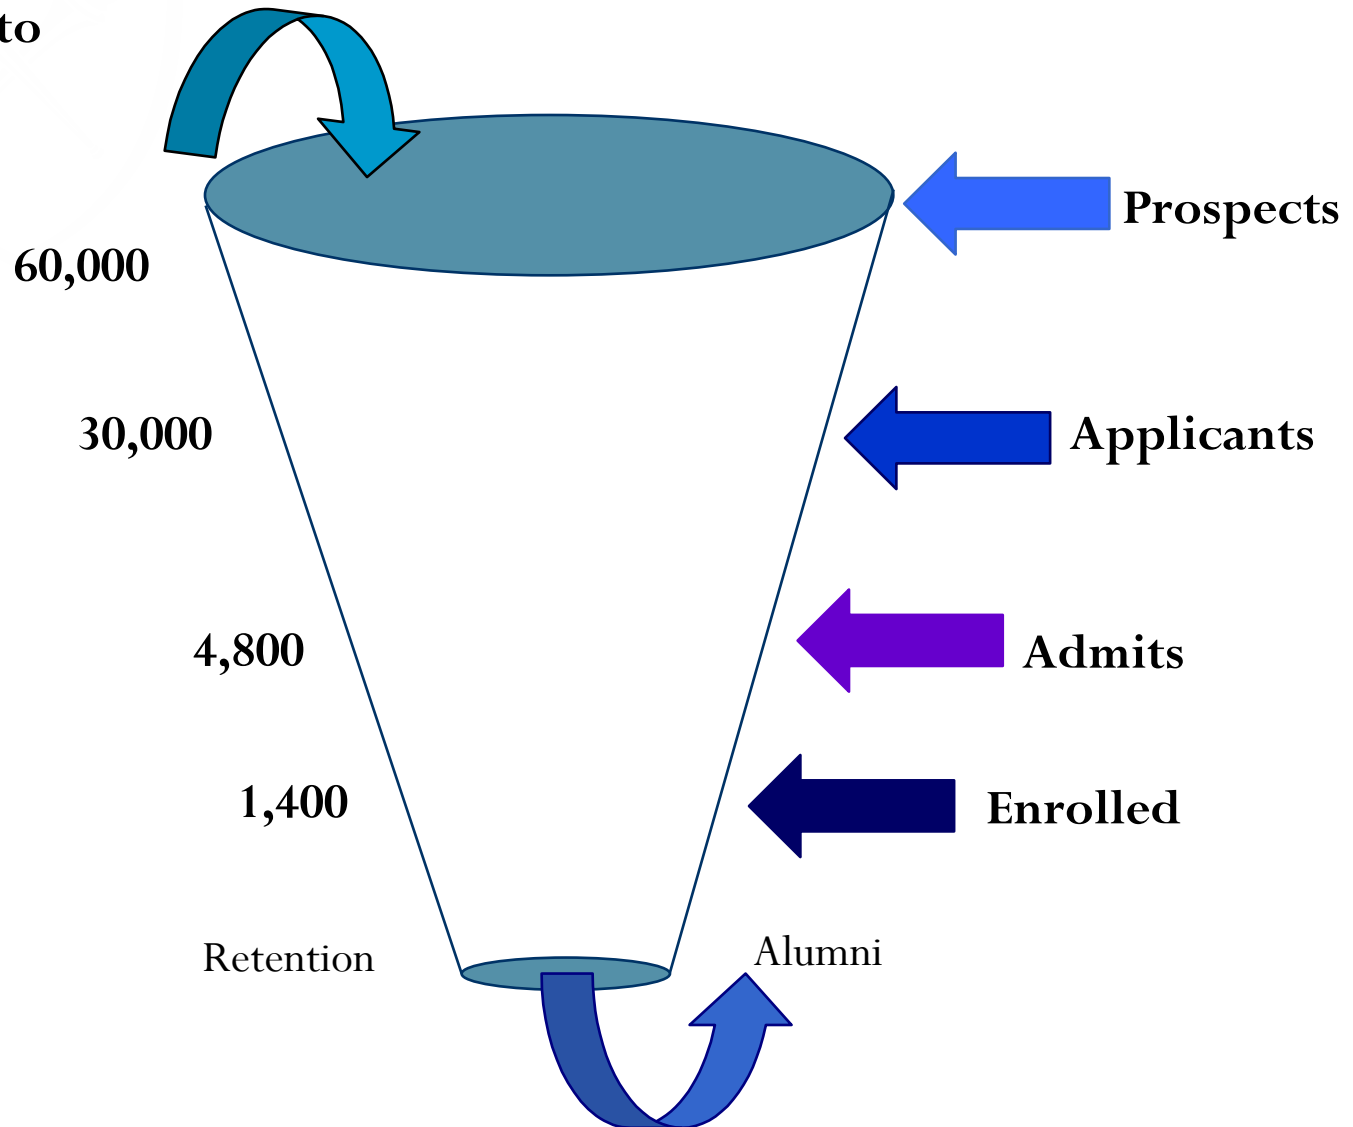 to
Prospects
60,000
30,000
Applicants
4,800
Admits
1,400
Enrolled
Retention
Alumni